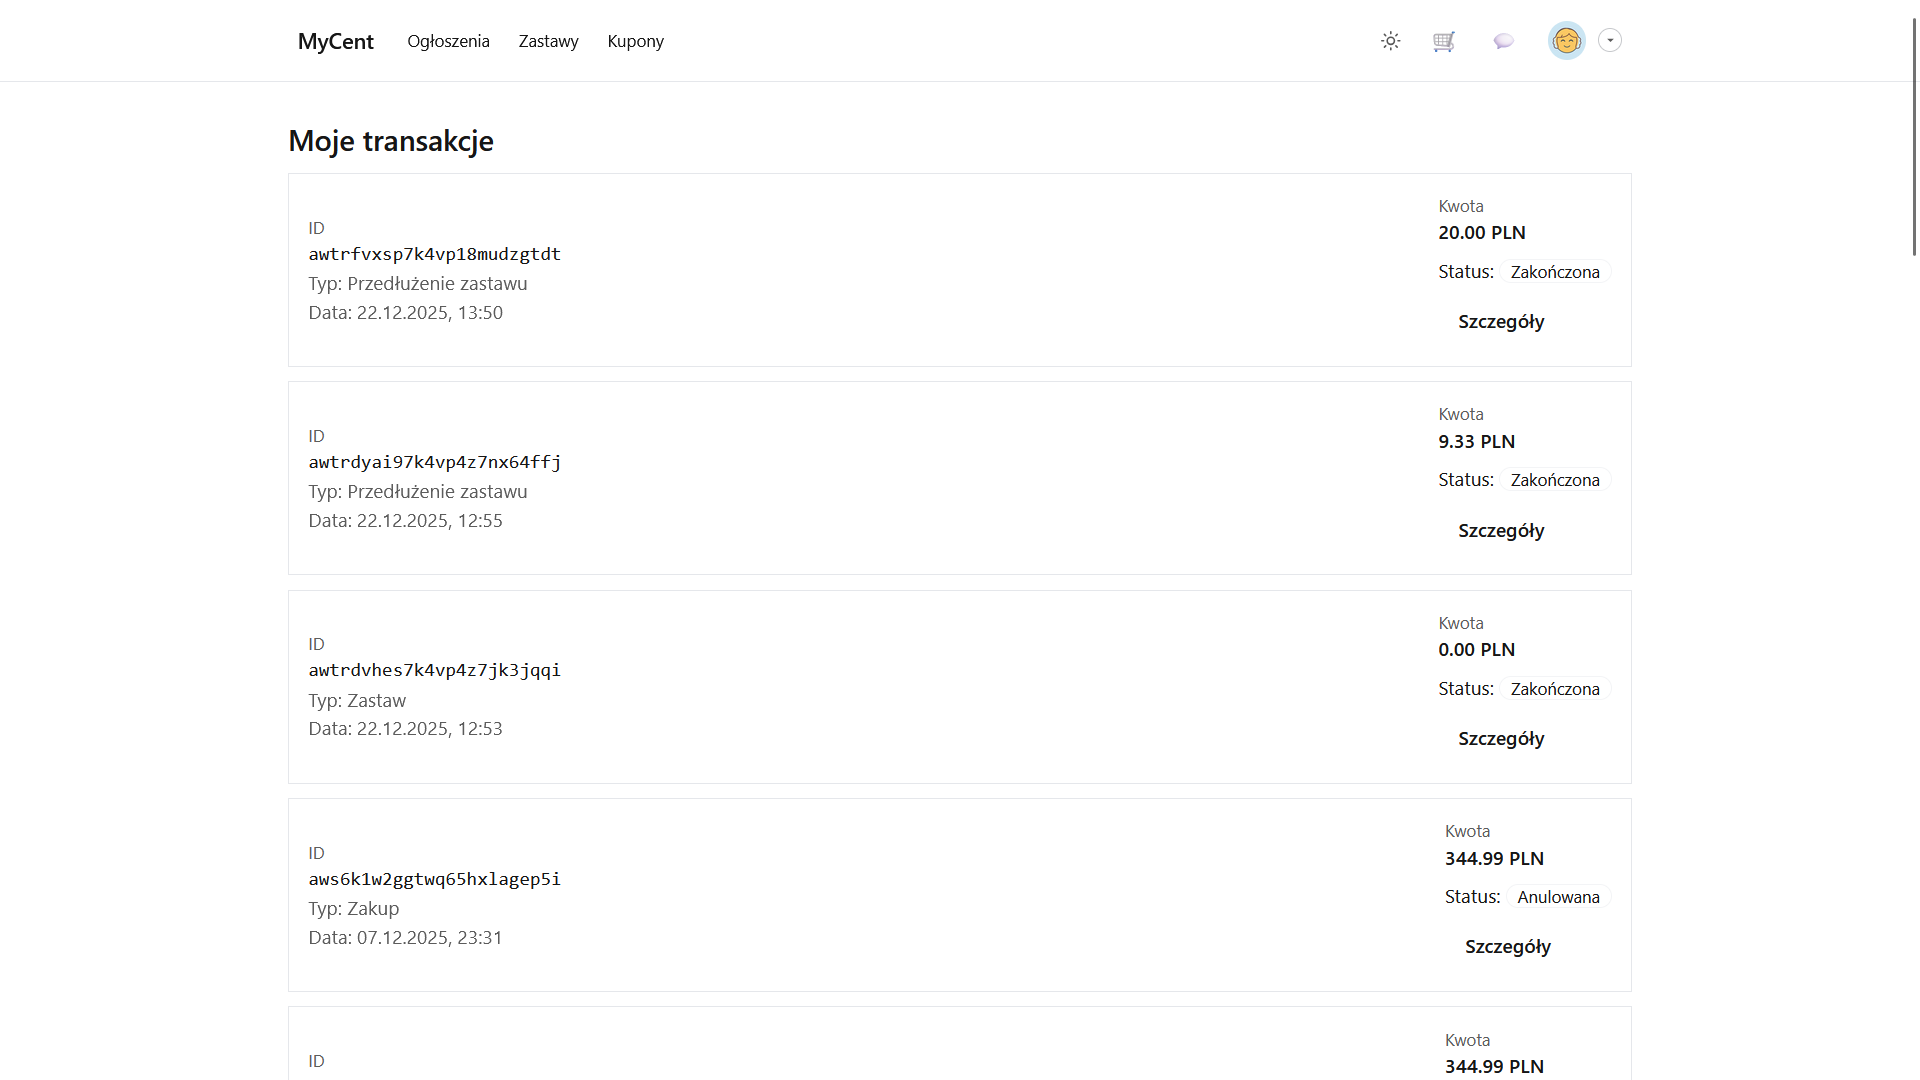 MyCent Ogłoszenia Zastawy Kupony
Moje transakcje
ID
awtrfvxsp7k4vp18mudzgtdt
Typ: Przedłużenie zastawu
Data: 22.12.2025, 13:50
Kwota
20.00 PLN
Status: Zakończona
Szczegóły
ID
awtrdyai97k4vp4z7nx64ffj
Typ: Przedłużenie zastawu
Data: 22.12.2025, 12:55
Kwota
9.33 PLN
Status: Zakończona
Szczegóły
ID
awtrdvhes7k4vp4z7jk3jqqi
Typ: Zastaw
Data: 22.12.2025, 12:53
Kwota
0.00 PLN
Status: Zakończona
Szczegóły
ID
aws6k1w2ggtwq65hxlagep5i
Typ: Zakup
Data: 07.12.2025, 23:31
Kwota
344.99 PLN
Status: Anulowana
Szczegóły
ID
Kwota
344.99 PLN